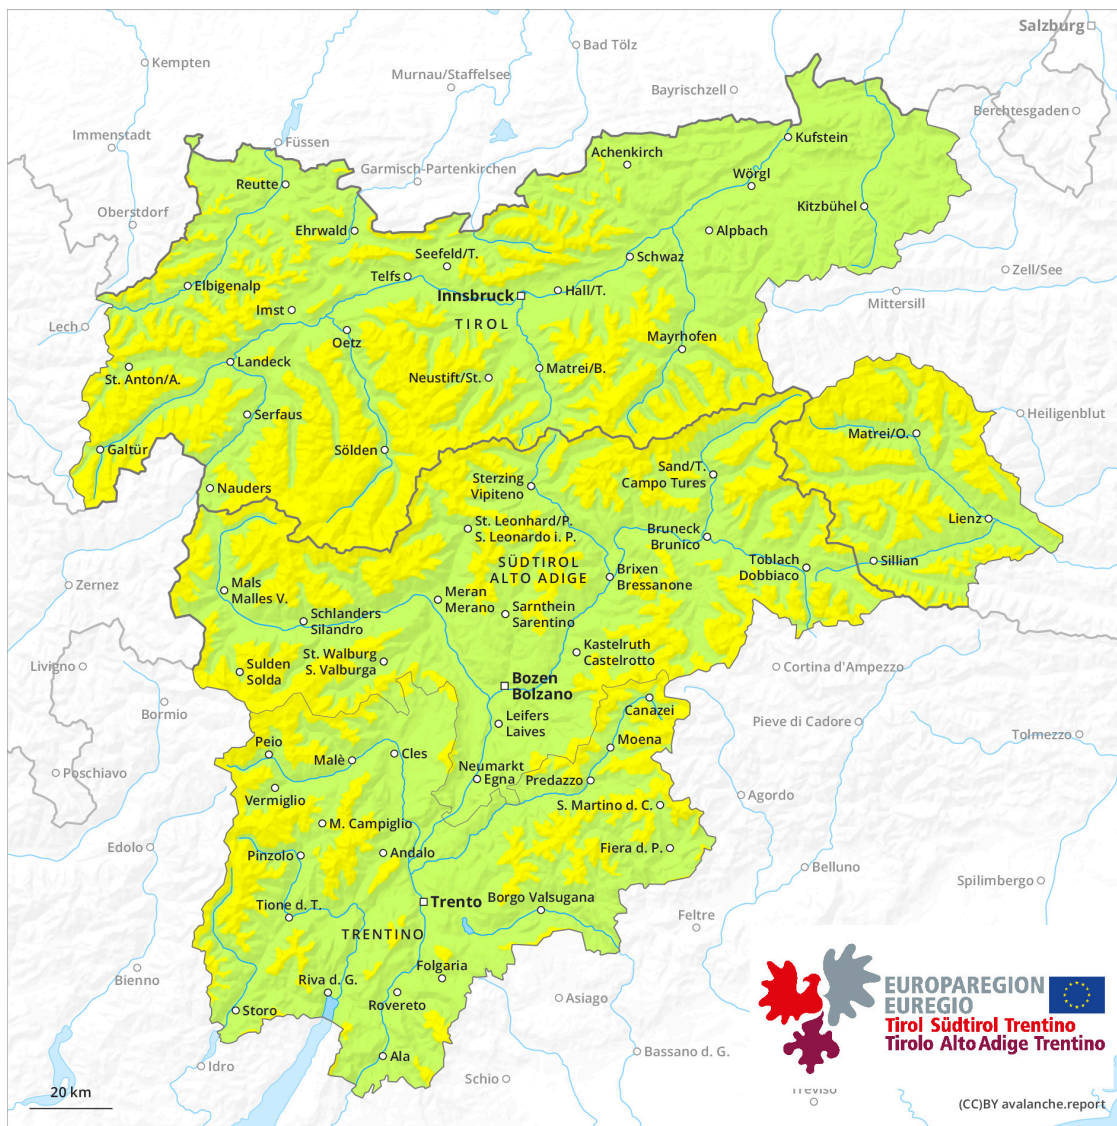 Salzburg
Bad Tölz
Kempten
Murnau/Staffelsee
Bayrischzell
Berchtesgaden
Immenstadt
Füssen
Kufstein
Achenkirch
Garmisch-Partenkirchen
Wörgl
Reutte
Oberstdorf
Kitzbühel
Ehrwald
Alpbach
Seefeld/T.
Schwaz
Zell/See
Telfs
Elbigenalp
Innsbruck
Hall/T.
Mittersill
Imst
TIROL
Lech
Oetz
Mayrhofen
Landeck
Matrei/B.
St. Anton/A.
Neustift/St.
Serfaus
Heiligenblut
Matrei/O.
Galtür
Sölden
Sand/T.
Campo Tures
Sterzing
Vipiteno
Nauders
Lienz
St. Leonhard/P.
S. Leonardo i. P.
Bruneck
Brunico
Toblach
Dobbiaco
Sillian
SÜDTIROL
ALTO ADIGE
Brixen
Bressanone
Zernez
Mals
Malles V.
Meran
Merano
Sarnthein
Sarentino
Schlanders
Silandro
Kastelruth
Castelrotto
St. Walburg
S. Valburga
Livigno
Sulden
Solda
Cortina d'Ampezzo
Bozen
Bolzano
Bormio
Canazei
Leifers
Laives
Pieve di Cadore
Tolmezzo
Peio
Moena
Cles
Malè
Poschiavo
Neumarkt
Egna
Predazzo
Vermiglio
Agordo
S. Martino d. C.
M. Campiglio
Edolo
Fiera d. P.
Pinzolo
Andalo
Belluno
Spilimbergo
Borgo Valsugana
Trento
Tione d. T.
Feltre
TRENTINO
Folgaria
Bienno
Riva d. G.
Rovereto
Asiago
Storo
EUROPAREGION
EUREGIO
Tirol Südtirol Trentino
Tirolo Alto Adige Trentino
Ala
Bassano d. G.
Idro
Schio
Treviso
20 km
(CC)BY avalanche.report